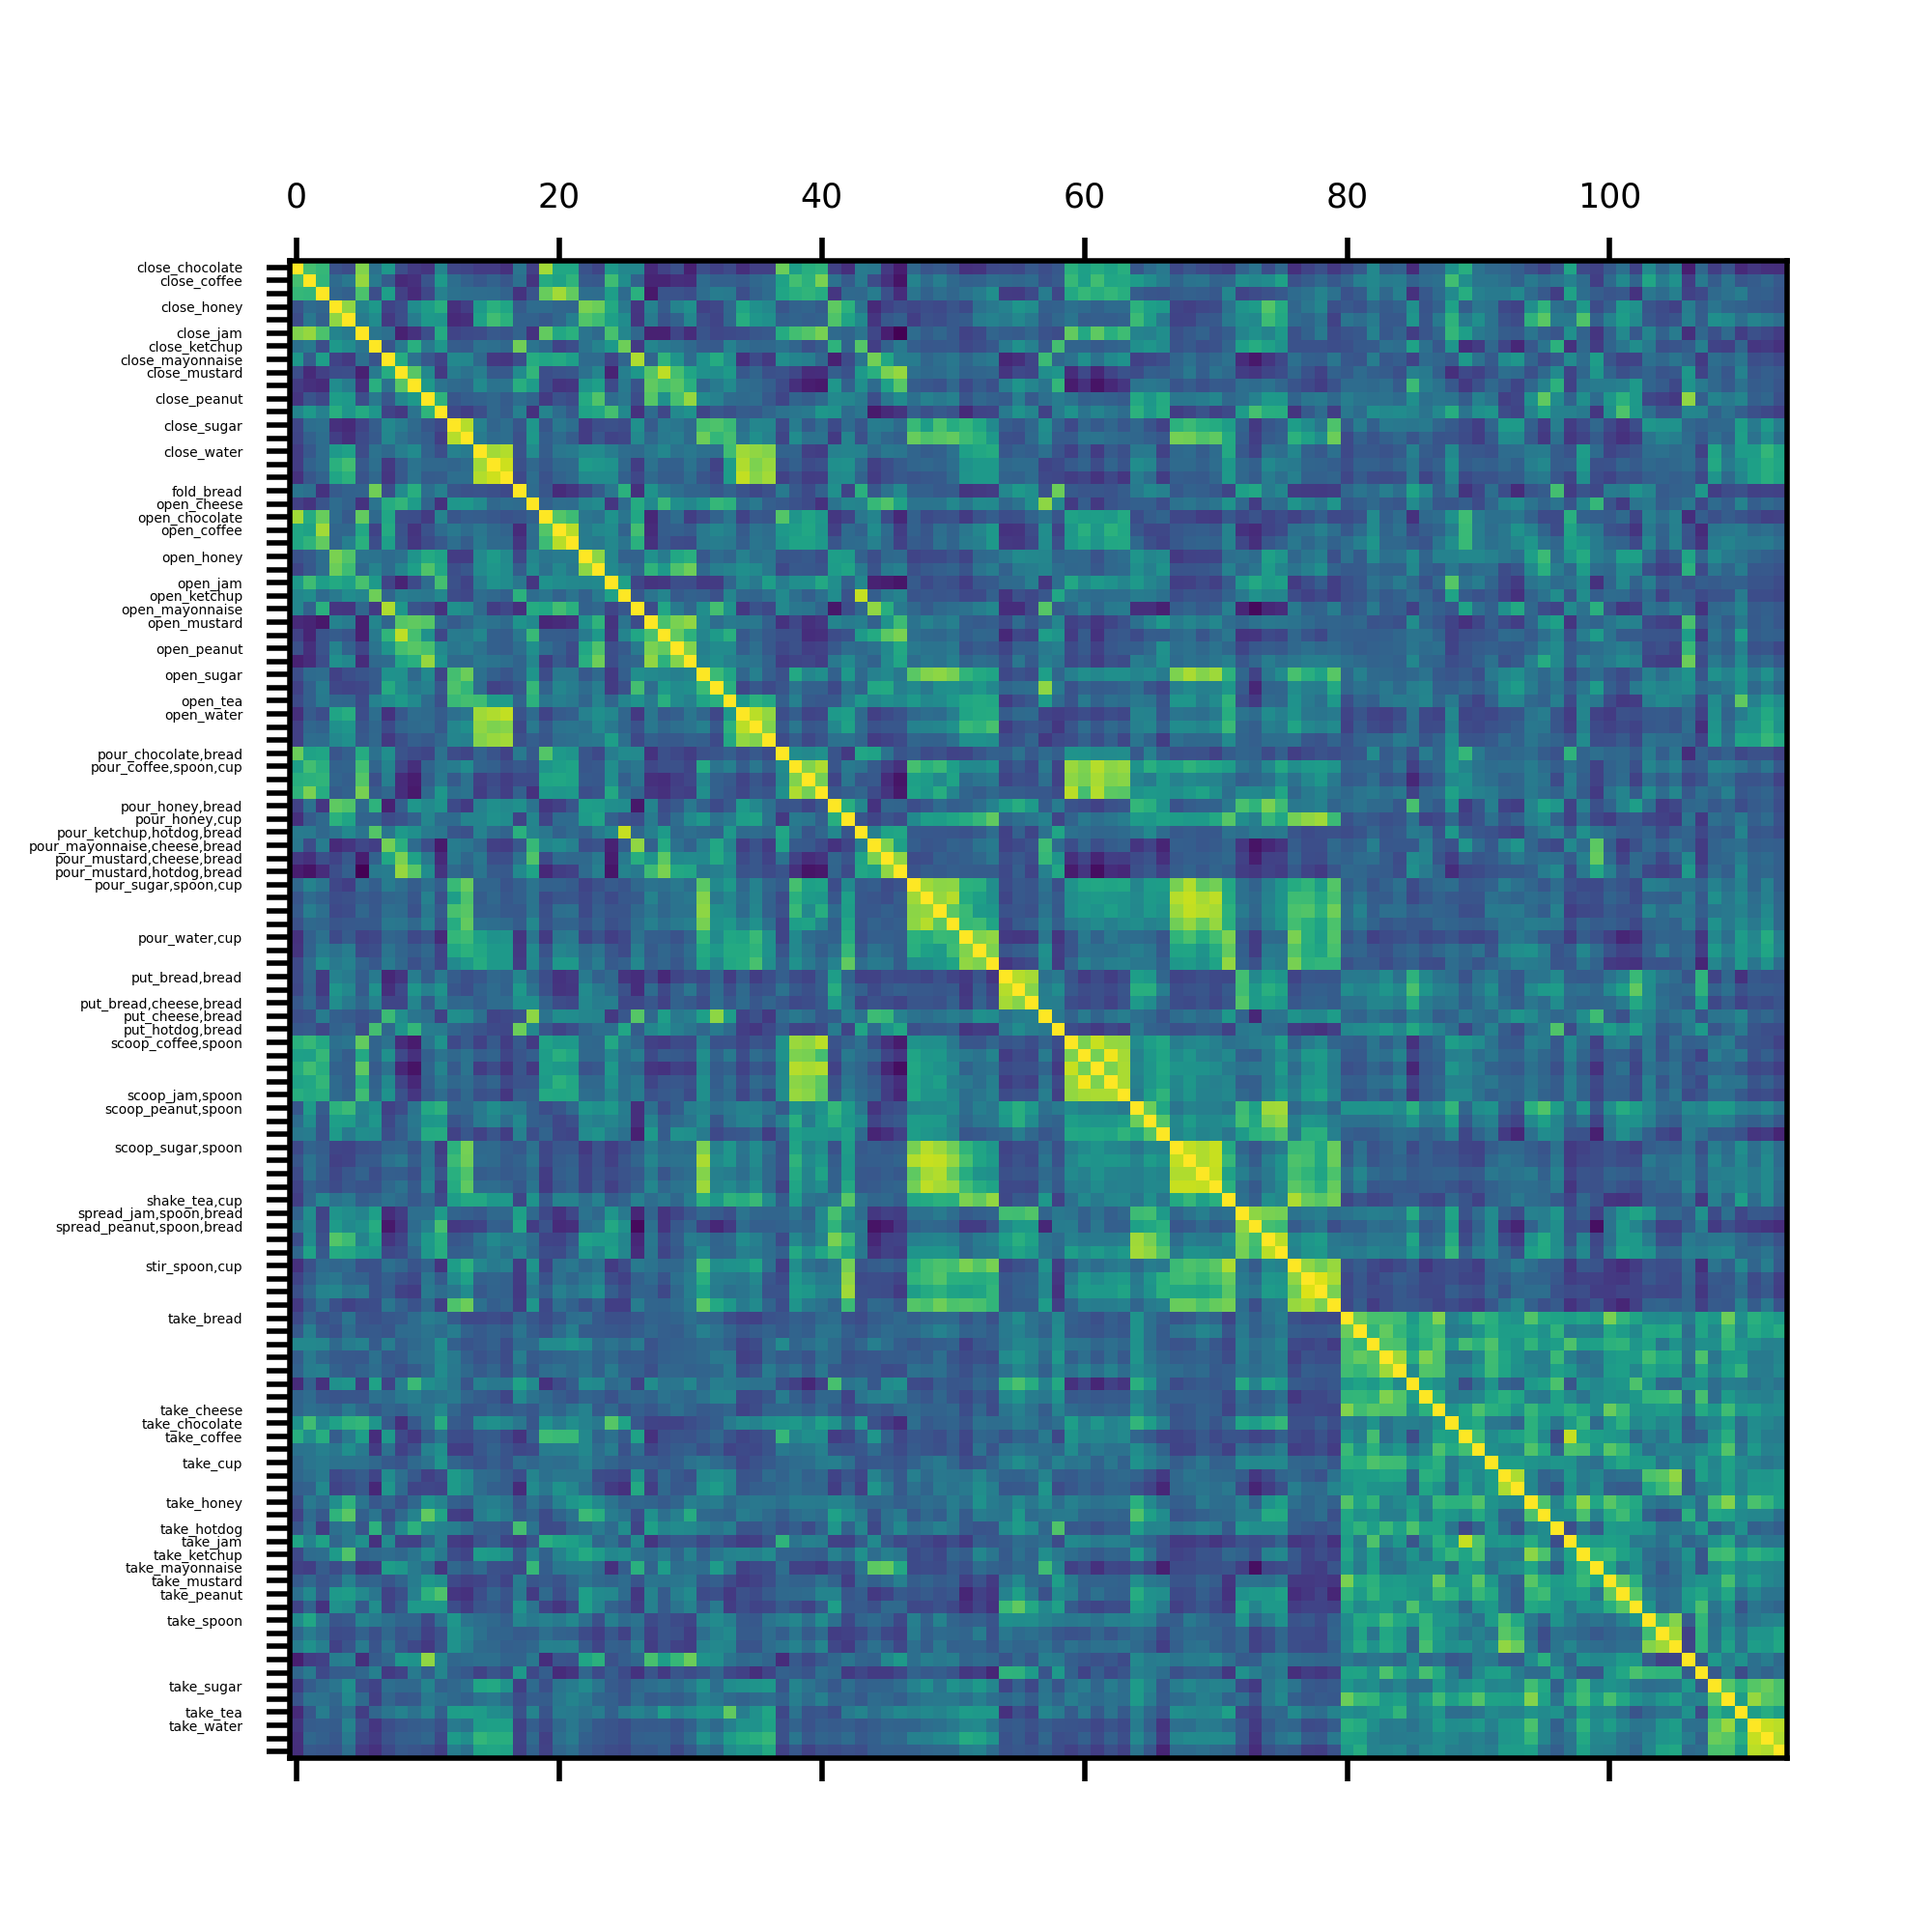 0 20 40 60 80 100
close_chocolate
close_coffee
close_honey
close_jam
close_ketchup
close_mayonnaise
close_mustard
close_peanut
close_sugar
close_water
fold_bread
open_cheese
open_chocolate
open_coffee
open_honey
open_jam
open_ketchup
open_mayonnaise
open_mustard
open_peanut
open_sugar
open_tea
open_water
pour_chocolate,bread
pour_coffee,spoon,cup
pour_honey,bread
pour_honey,cup
pour_ketchup,hotdog,bread
pour_mayonnaise,cheese,bread
pour_mustard,cheese,bread
pour_mustard,hotdog,bread
pour_sugar,spoon,cup
pour_water,cup
put_bread,bread
put_bread,cheese,bread
put_cheese,bread
put_hotdog,bread
scoop_coffee,spoon
scoop_jam,spoon
scoop_peanut,spoon
scoop_sugar,spoon
shake_tea,cup
spread_jam,spoon,bread
spread_peanut,spoon,bread
stir_spoon,cup
take_bread
take_cheese
take_chocolate
take_coffee
take_cup
take_honey
take_hotdog
take_jam
take_ketchup
take_mayonnaise
take_mustard
take_peanut
take_spoon
take_sugar
take_tea
take_water